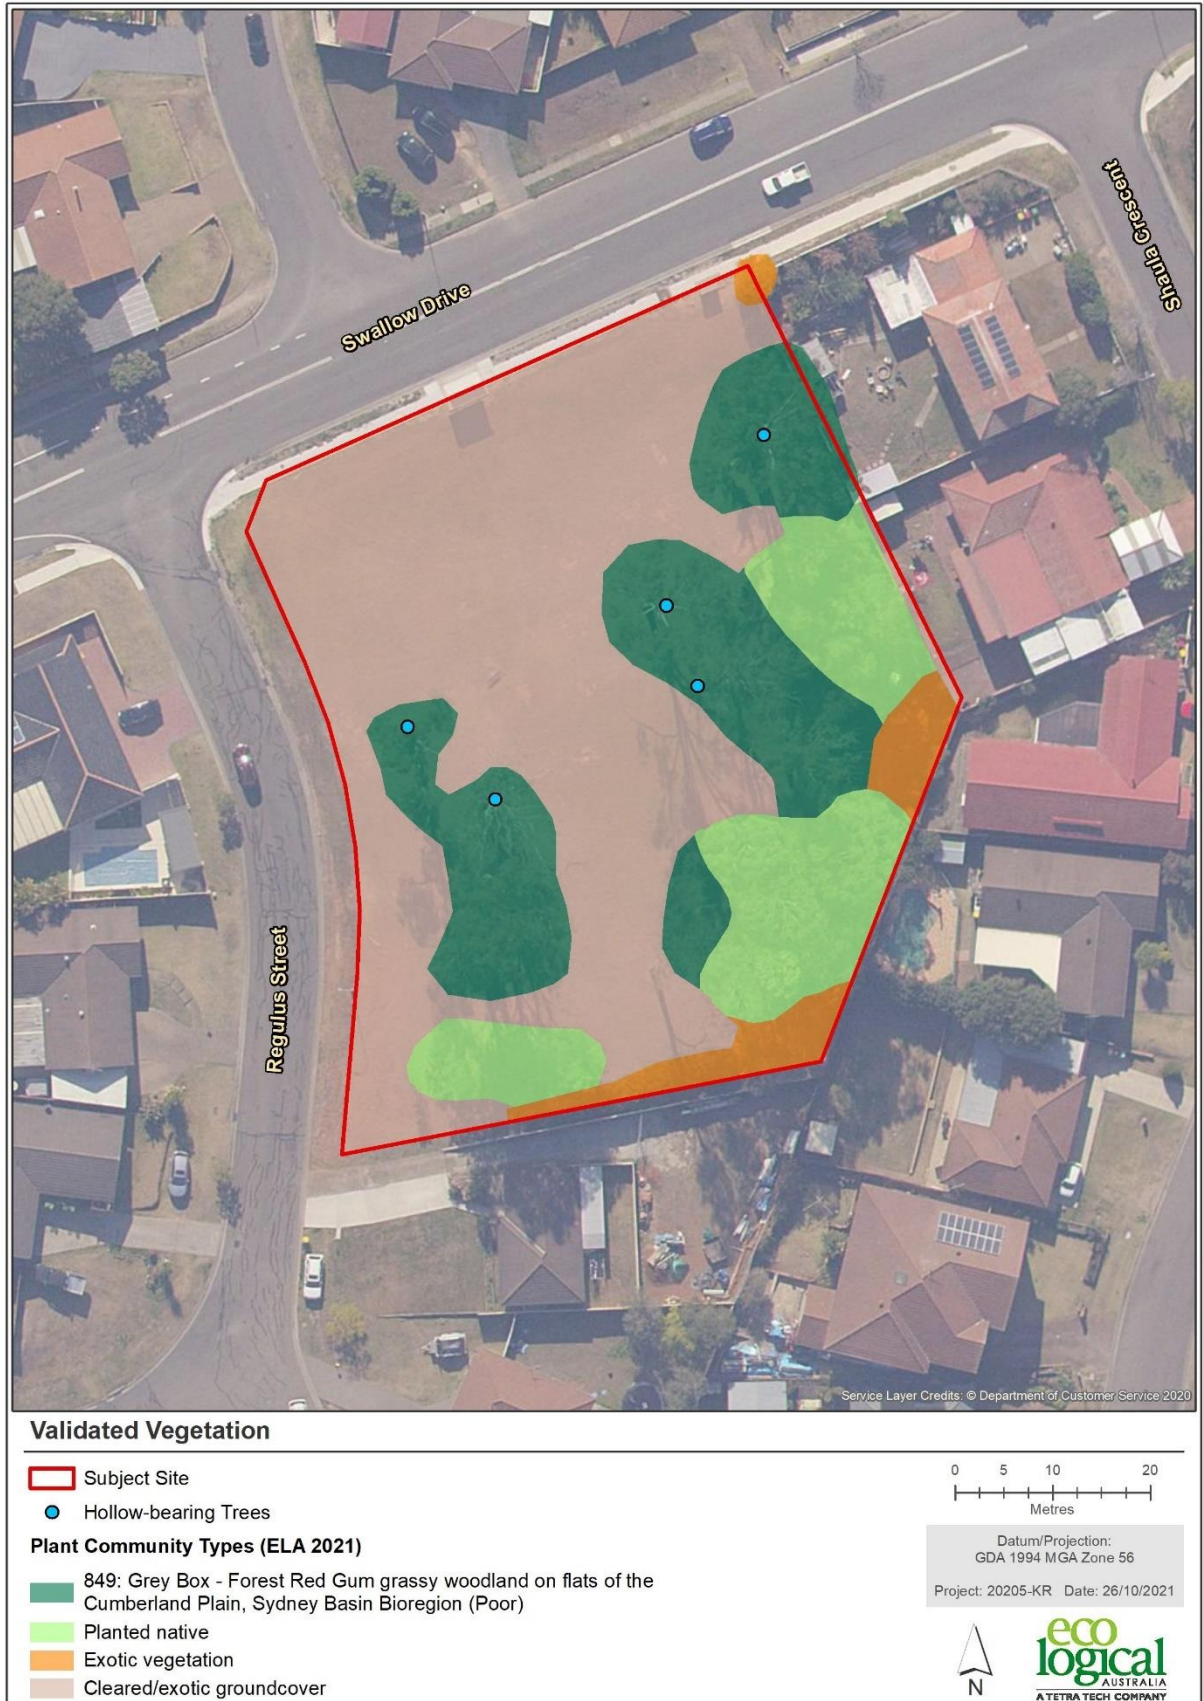 Shaula Crescent
Swallow Drive
Regulus Street
Service Layer Credits: © Department of Customer Service 2020
Validated Vegetation
Subject Site
Hollow-bearing Trees
Plant Community Types (ELA 2021)
849: Grey Box - Forest Red Gum grassy woodland on flats of the
Cumberland Plain, Sydney Basin Bioregion (Poor)
Planted native
Exotic vegetation
Cleared/exotic groundcover
0 5 10 20
Metres
Datum/Projection:
GDA 1994 MGA Zone 56
Project: 20205-KR Date: 26/10/2021
N
eco
logical
AUSTRALIA
A TETRA TECH COMPANY